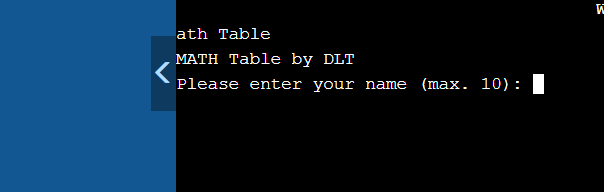 W
ath Table
MATH Table by DLT
Please enter your name (max. 10):